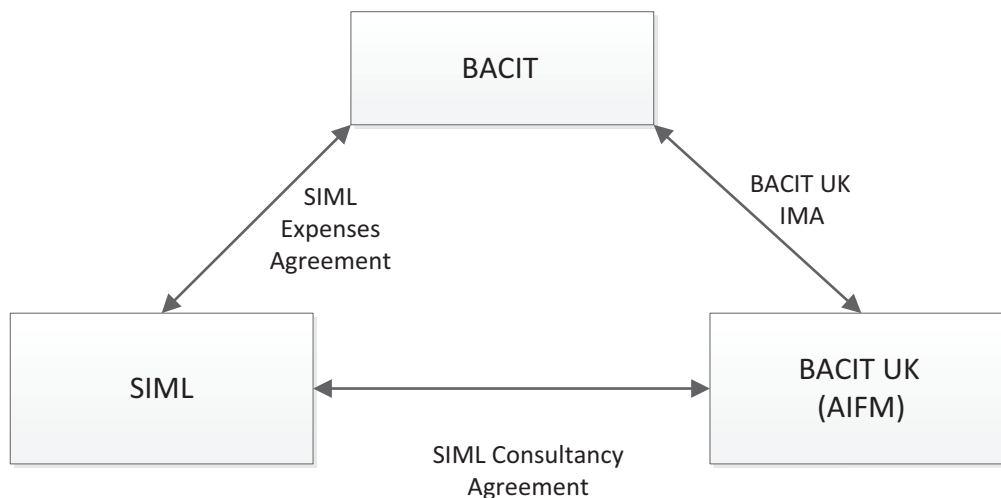 BACIT
SIML
Expenses
Agreement
BACIT UK
IMA
SIML
BACIT UK
(AIFM)
SIML Consultancy
Agreement